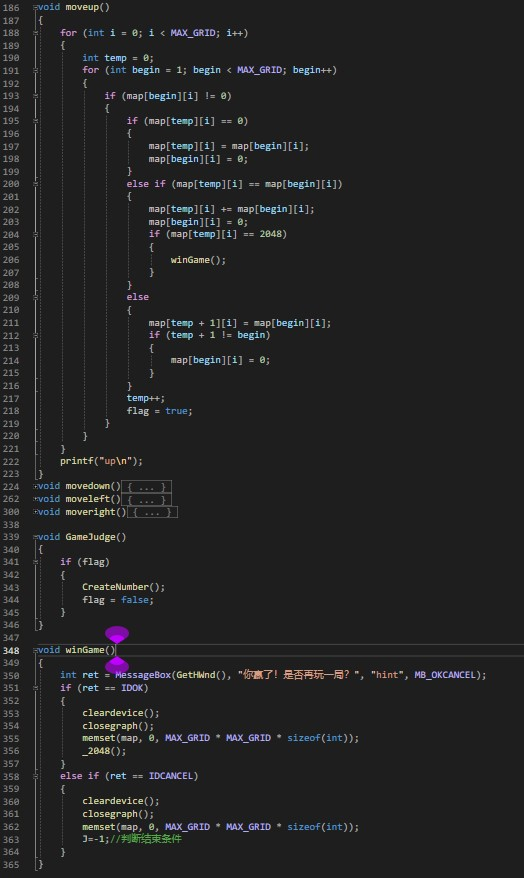 186 void moveup()
187 {
188 for (int i = 0; i < MAX_GRID; i++)
189 {
190 int temp = 0;
191 for (int begin = 1; begin < MAX_GRID; begin++)
192 {
193 if (map[begin][i] != 0)
194 {
195 if (map[temp][i] == 0)
196 {
197 map[temp][i] = map[begin][i];
198 map[begin][i] = 0;
199 }
200 else if (map[temp][i] == map[begin][i])
201 {
202 map[temp][i] += map[begin][i];
203 map[begin][i] = 0;
204 if (map[temp][i] == 2048)
205 {
206 winGame();
207 }
208 }
209 else
210 {
211 map[temp + 1][i] = map[begin][i];
212 if (temp + 1 != begin)
213 {
214 map[begin][i] = 0;
215 }
216 }
217 temp++;
218 flag = true;
219 }
220 }
221 }
222 printf("up\n");
223 }
224 void movedown(){ ... }
262 void moveleft(){ ... }
300 void moveright(){ ... }
338
339 void GameJudge()
340 {
341 if (flag)
342 {
343 CreateNumber();
344 flag = false;
345 }
346 }
347
348 void winGame()
349 {
350 int ret = MessageBox(GetHWnd(), "你赢了！是否再玩一局？", "hint", MB_OKCANCEL);
351 if (ret == IDOK)
352 {
353 cleardevice();
354 closegraph();
355 memset(map, 0, MAX_GRID * MAX_GRID * sizeof(int));
356 _2048();
357 }
358 else if (ret == IDCANCEL)
359 {
360 cleardevice();
361 closegraph();
362 memset(map, 0, MAX_GRID * MAX_GRID * sizeof(int));
363 J=-1;//判断结束条件
364 }
365 }